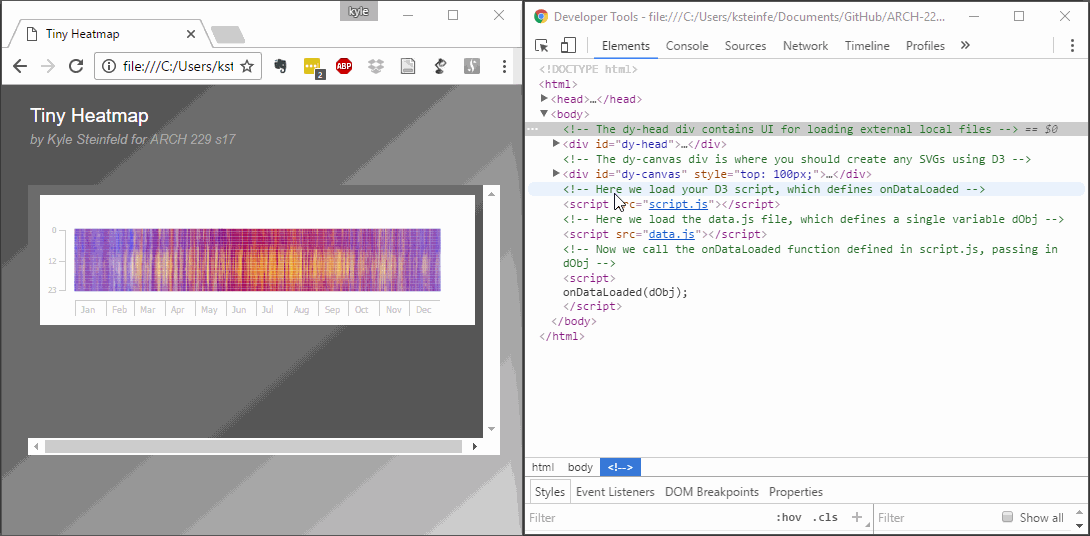 kyle
Tiny Heatmap
file:///C:/Users/kst
2
ABP
Tiny Heatmap
by Kyle Steinfeld for ARCH 229 s17
0
12
23
Jan Feb Mar Apr May Jun Jul Aug Sep Oct Nov Dec
Developer Tools - file:///C:/Users/ksteinfe/Documents/GitHub/ARCH-22...
Elements Console Sources Network Timeline Profiles »
<!DOCTYPE html>
<html>
<head>…</head>
<body>
<!-- The dy-head div contains UI for loading external local files --> == $0
<div id="dy-head">…</div>
<!-- The dy-canvas div is where you should create any SVGs using D3 -->
<div id="dy-canvas" style="top: 100px;">…</div>
<!-- Here we load your D3 script, which defines onDataLoaded -->
<script src="script.js"></script>
<!-- Here we load the data.js file, which defines a single variable dObj -->
<script src="data.js"></script>
<!-- Now we call the onDataLoaded function defined in script.js, passing in
dObj -->
<script>
onDataLoaded(dObj);
</script>
</body>
</html>
html body <!-->
Styles Event Listeners DOM Breakpoints Properties
Filter :hov .cls + Filter Show all